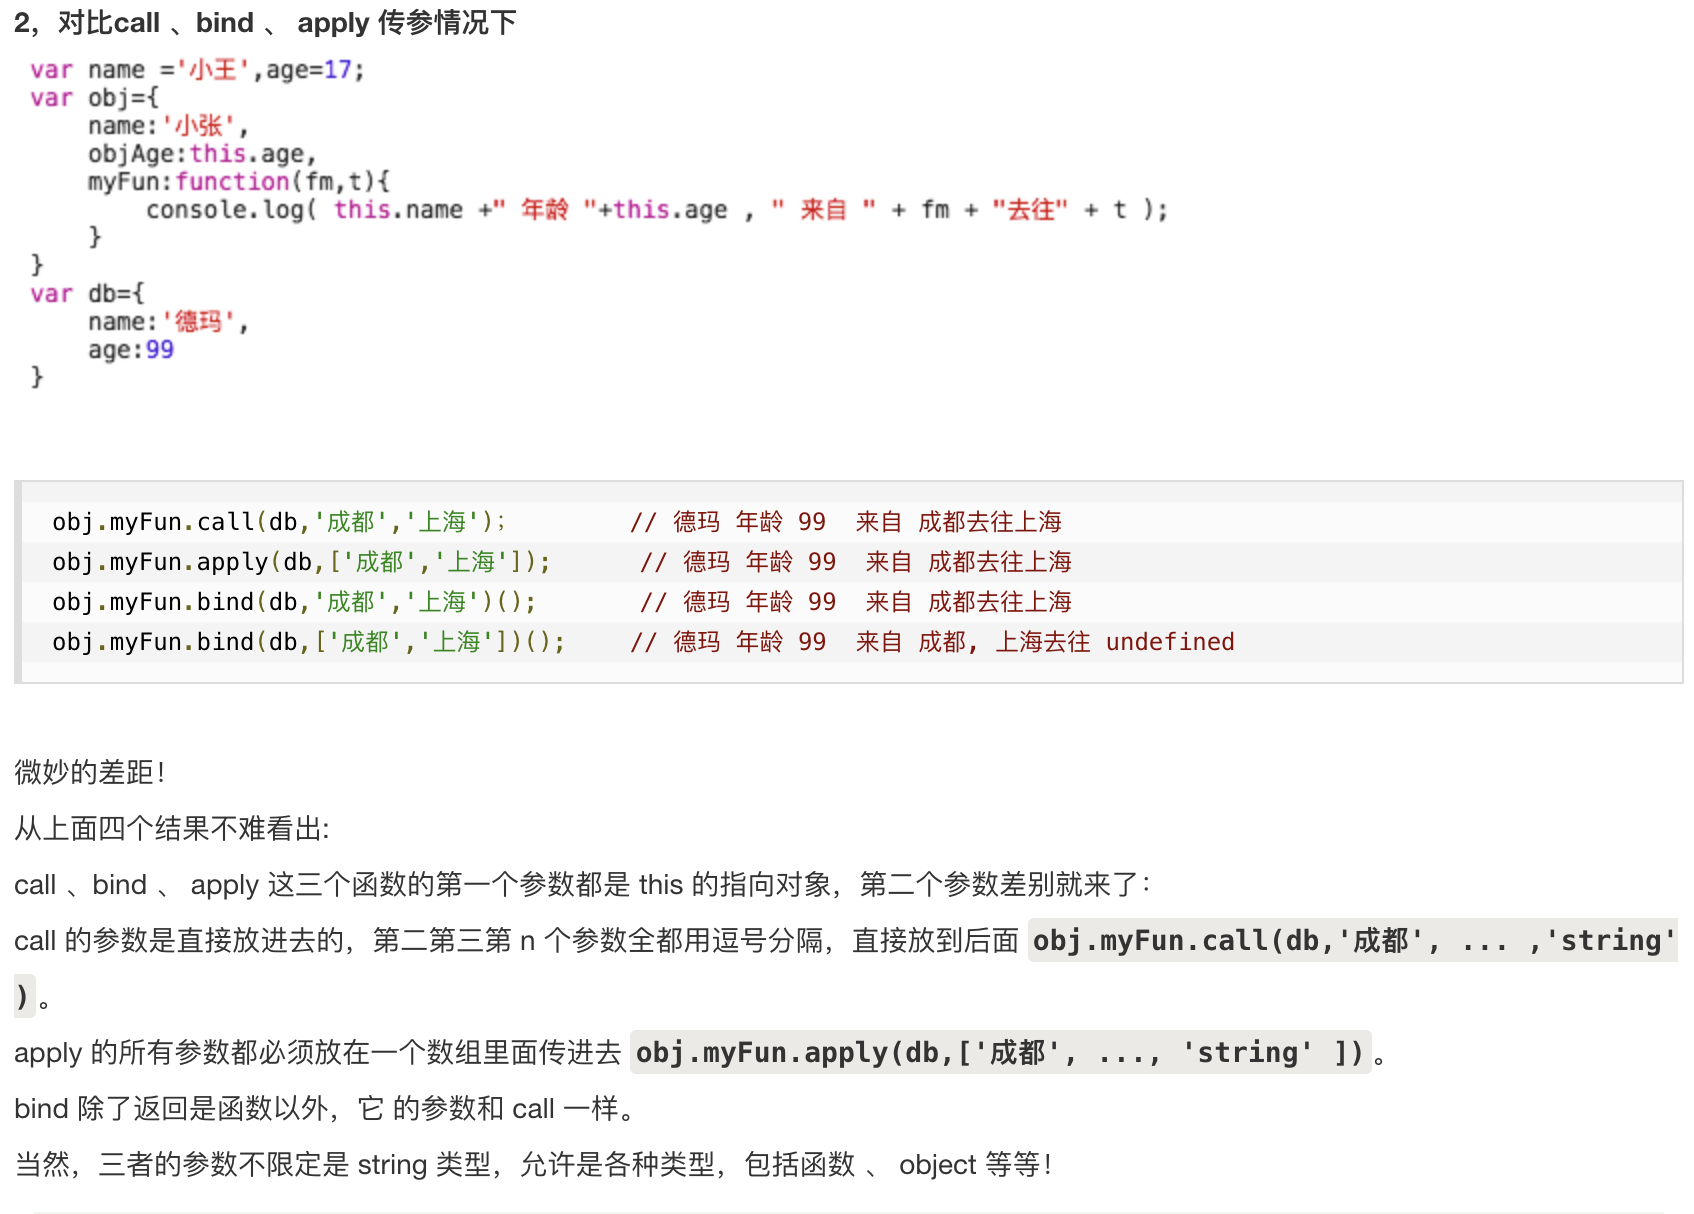 2，对比call 、bind 、 apply 传参情况下
var name ='小王',age=17;
var obj={
name:'小张',
objAge:this.age,
myFun:function(fm,t){
console.log( this.name +" 年龄 "+this.age , " 来自 " + fm + "去往" + t );
}
}
var db={
name:'德玛',
age:99
}
obj.myFun.call(db,'成都','上海');　　　　 // 德玛 年龄 99  来自 成都去往上海
obj.myFun.apply(db,['成都','上海']);      // 德玛 年龄 99  来自 成都去往上海
obj.myFun.bind(db,'成都','上海')();       // 德玛 年龄 99  来自 成都去往上海
obj.myFun.bind(db,['成都','上海'])();　　 // 德玛 年龄 99  来自 成都, 上海去往 undefined
微妙的差距！
从上面四个结果不难看出:
call 、bind 、 apply 这三个函数的第一个参数都是 this 的指向对象，第二个参数差别就来了：
call 的参数是直接放进去的，第二第三第 n 个参数全都用逗号分隔，直接放到后面 obj.myFun.call(db,'成都', ... ,'string'
)。
apply 的所有参数都必须放在一个数组里面传进去 obj.myFun.apply(db,['成都', ..., 'string' ])。
bind 除了返回是函数以外，它 的参数和 call 一样。
当然，三者的参数不限定是 string 类型，允许是各种类型，包括函数 、 object 等等！